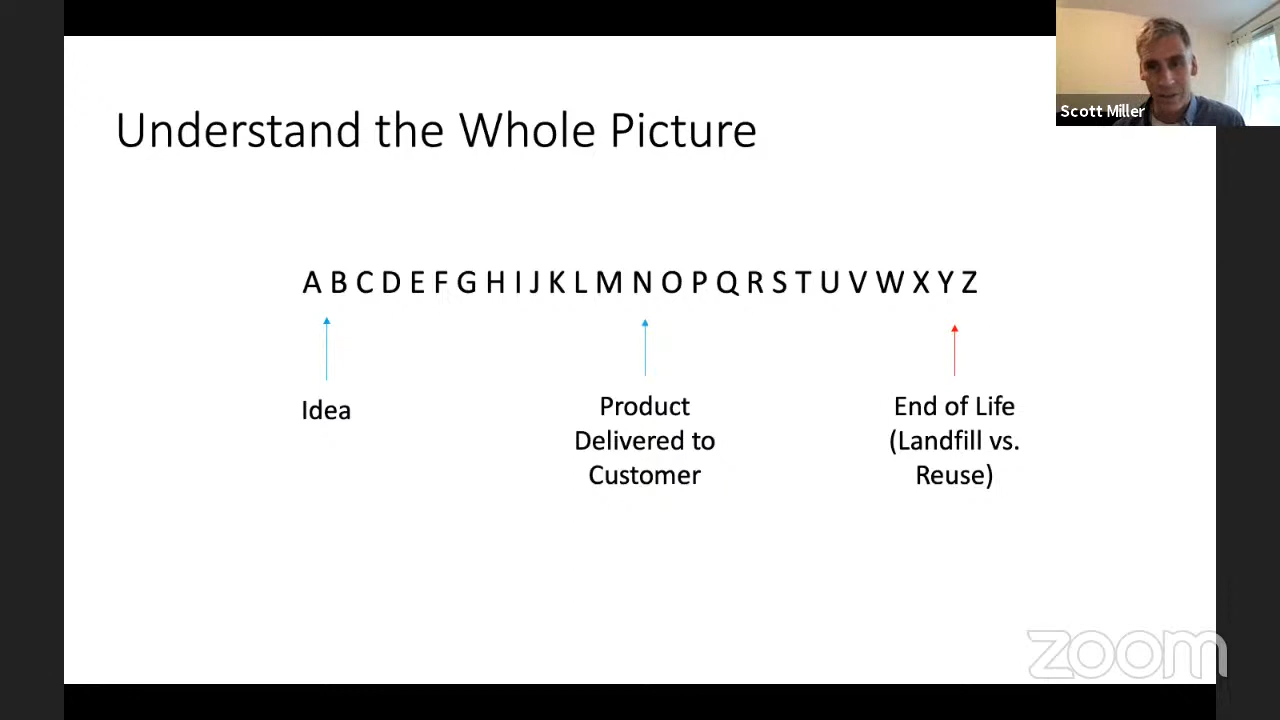 Scott Miller
Understand the Whole Picture
A B C D E F G H I J K L M N O P Q R S T U V W X Y Z
Idea
Product
Delivered to
Customer
End of Life
(Landfill vs.
Reuse)
zoom